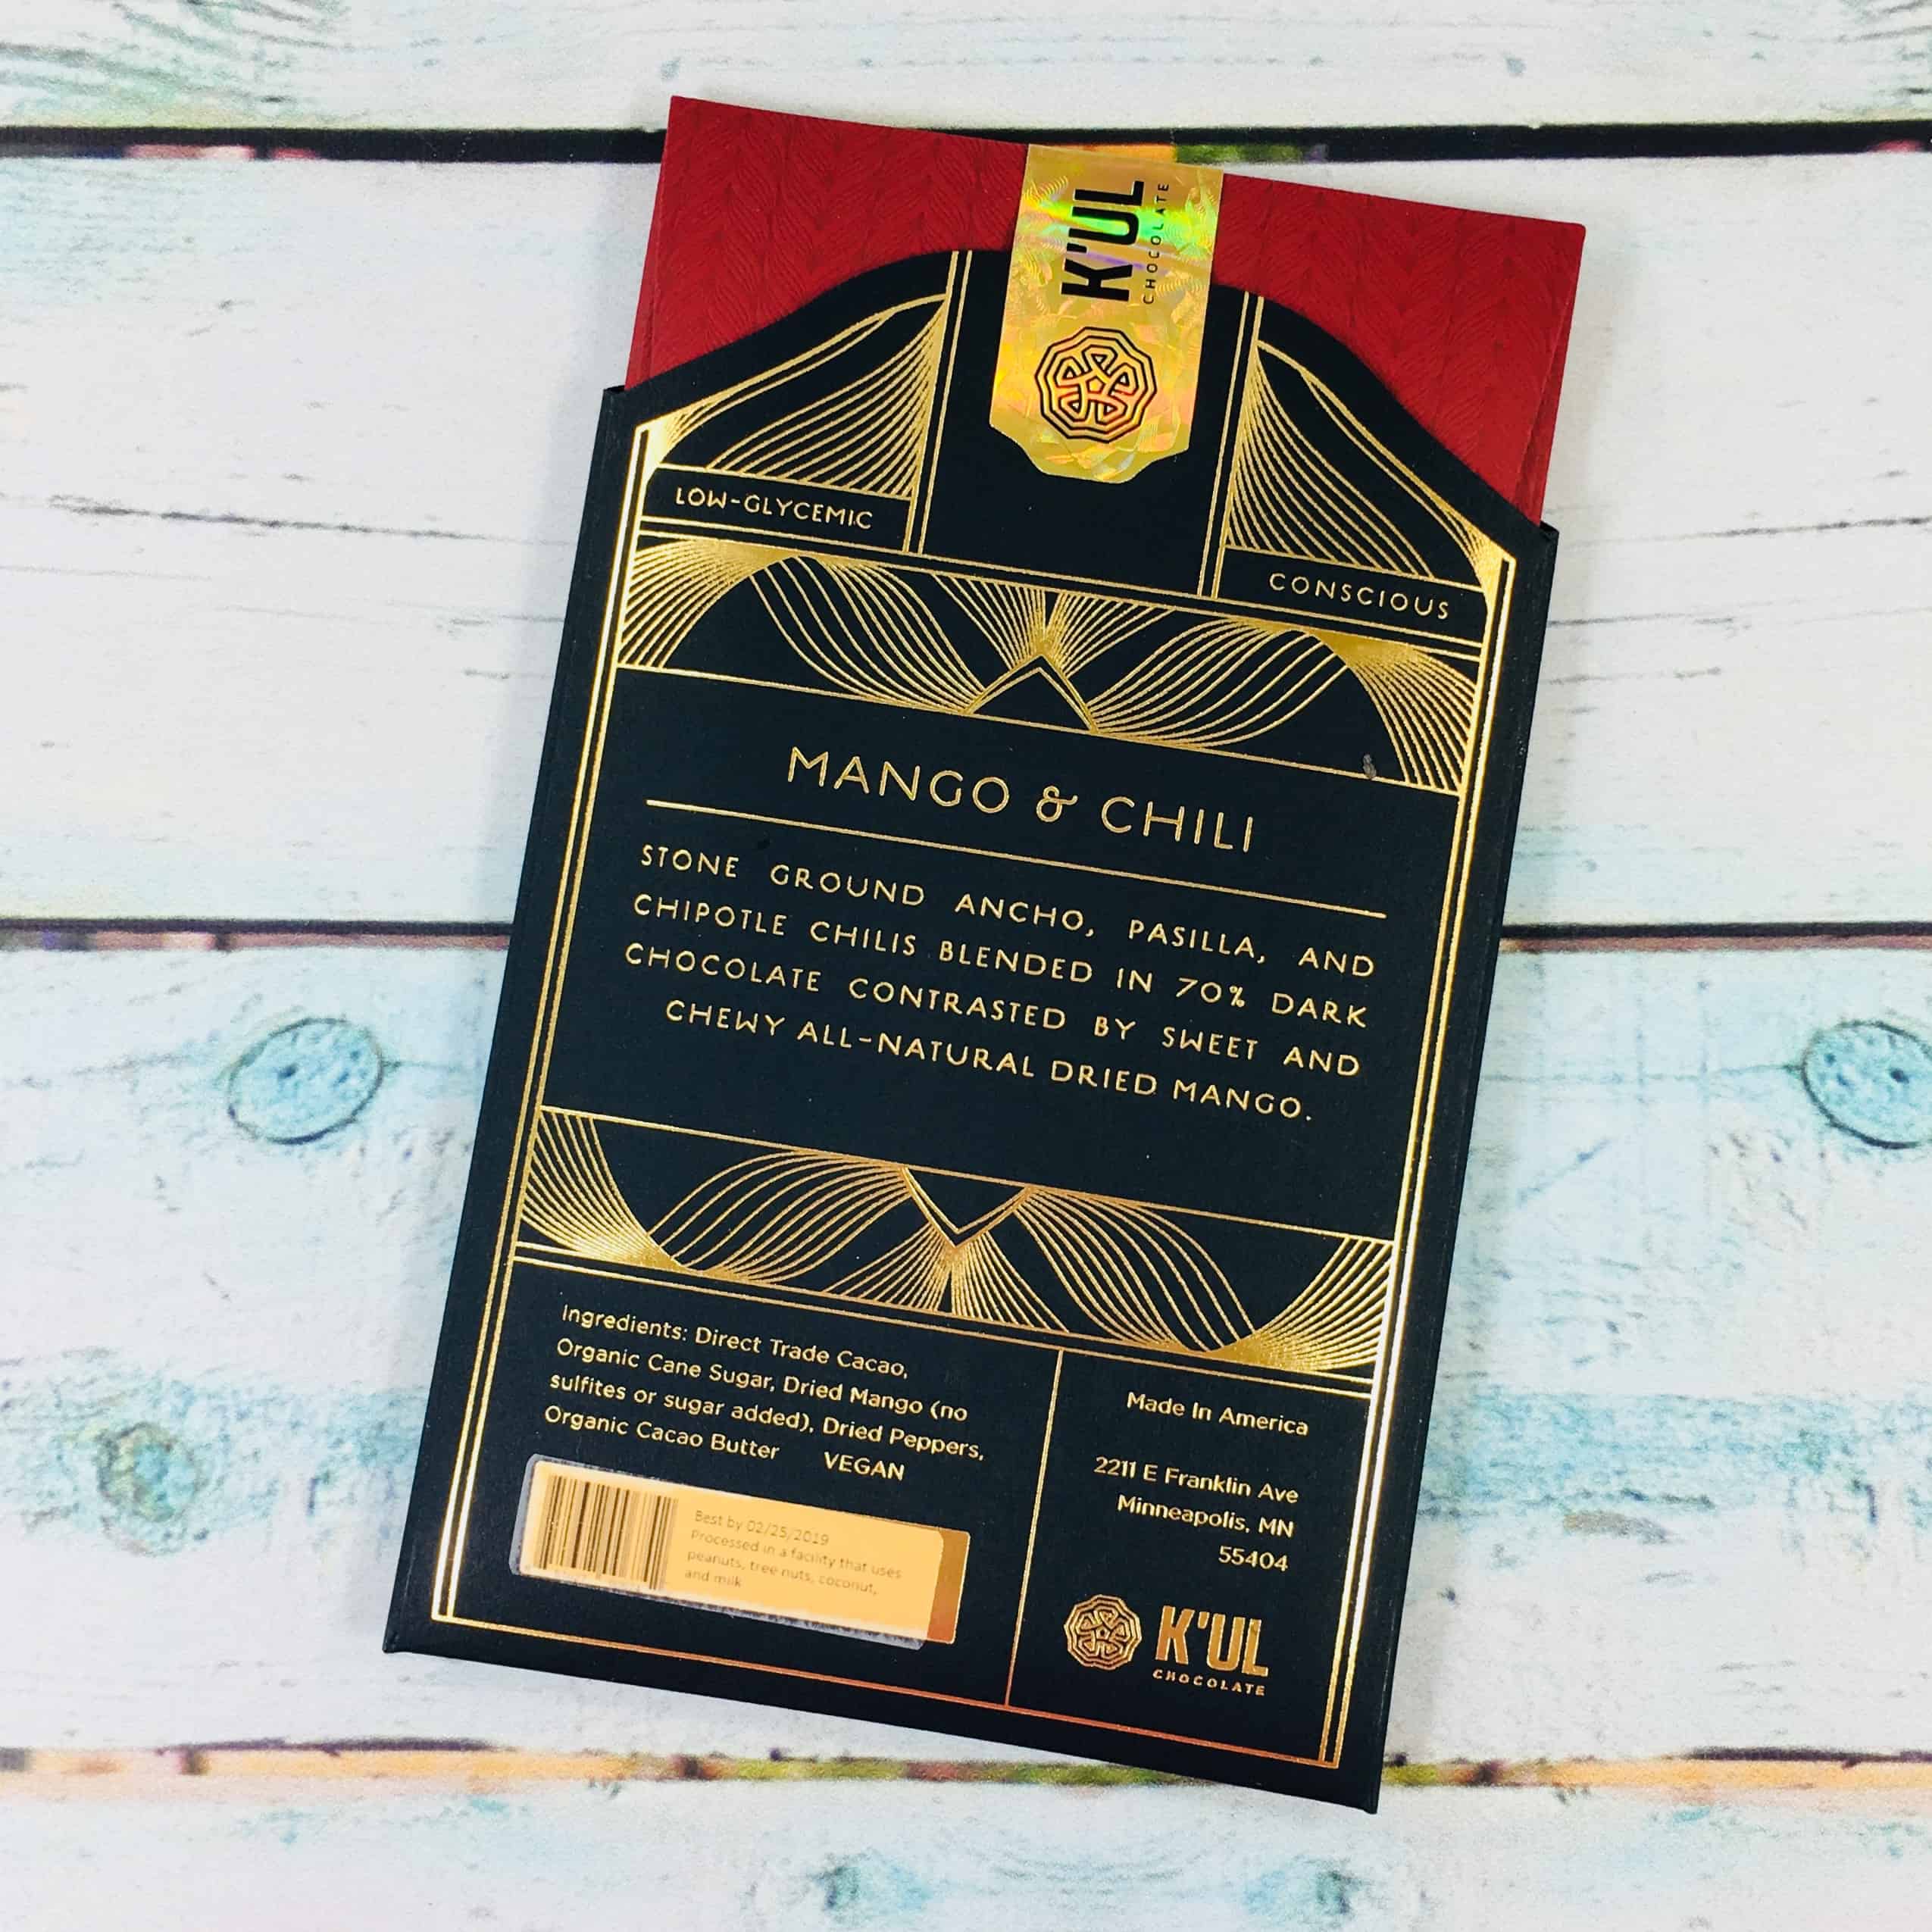 K'UL
CHOCOLATE
LOW-GLYCEMIC
CONSCIOUS
MANGO & CHILI
STONE GROUND ANCHO, PASILLA, AND
CHIPOTLE CHILIS BLENDED IN 70% DARK
CHOCOLATE CONTRASTED BY SWEET AND
CHEWY ALL-NATURAL DRIED MANGO.
Ingredients: Direct Trade Cacao,
Organic Cane Sugar, Dried Mango (no
sulfites or sugar added), Dried Peppers,
Organic Cacao Butter VEGAN
Best by 02/25/2019
Processed in a facility that uses
peanuts, tree nuts, coconut,
and milk
Made In America
2211 E Franklin Ave
Minneapolis, MN
55404
K'UL
CHOCOLATE